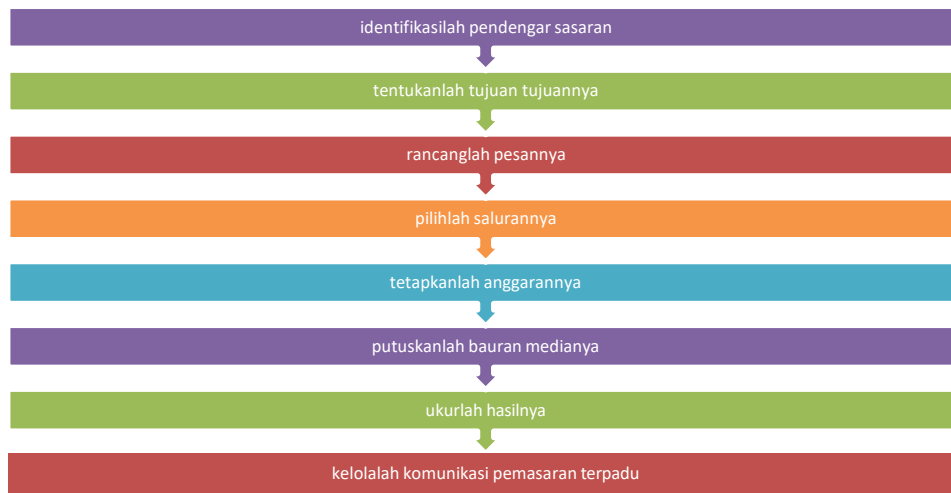 identifikasilah pendengar sasaran
tentukanlah tujuan tujuannya
rancanglah pesannya
pilihlah salurannya
tetapkanlah anggarannya
putuskanlah bauran medianya
ukurlah hasilnya
kelolalah komunikasi pemasaran terpadu